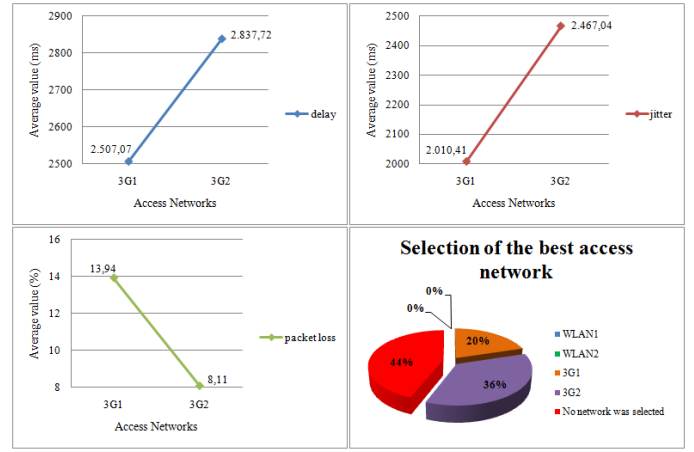 2900
2800
2700
2600
2500
Average value (ms)
2.837,72
2.507,07
3G1
3G2
Access Networks
delay
2500
2400
2300
2200
2100
2000
Average value (ms)
2.467,04
2.010,41
3G1
3G2
Access Networks
jitter
16
14
12
10
8
Average value (%)
13,94
8,11
3G1
3G2
Access Networks
packet loss
Selection of the best access
network
0%
0%
20%
44%
36%
WLAN1
WLAN2
3G1
3G2
No network was selected